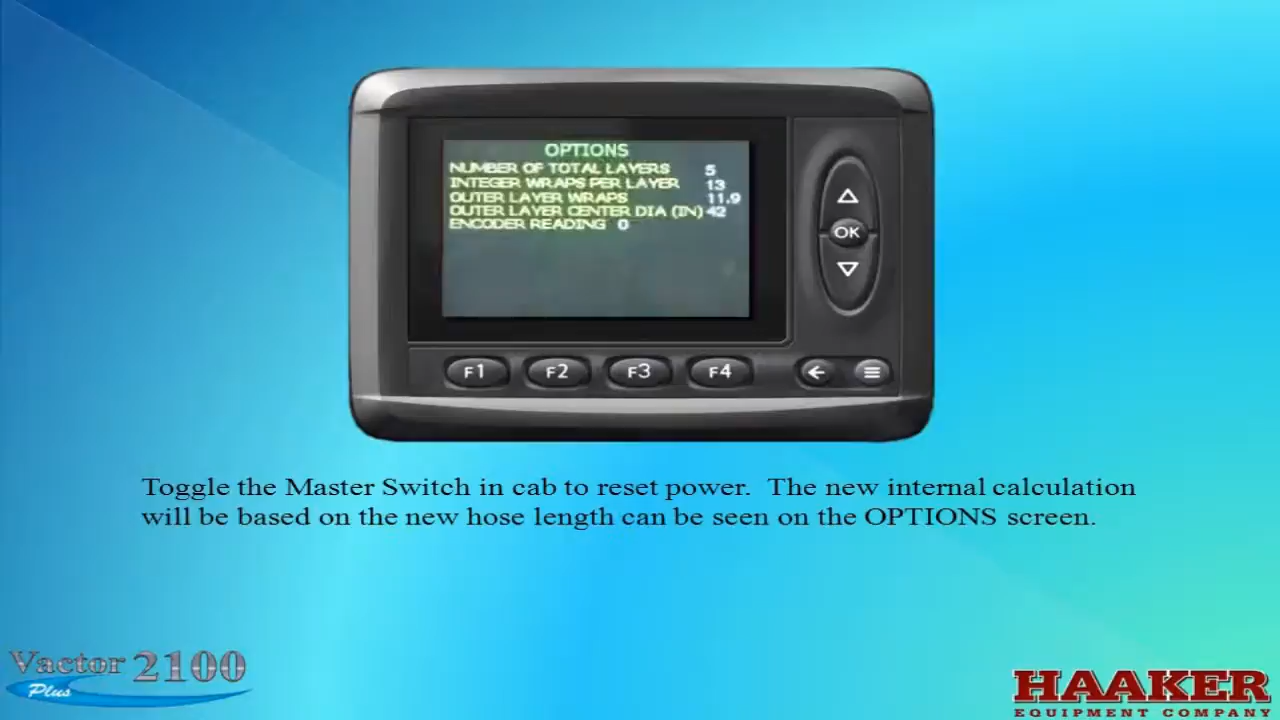 OPTIONS
NUMBER OF TOTAL LAYERS 5
INTEGER WRAPS PER LAYER 13
OUTER LAYER WRAPS 11.9
OUTER LAYER CENTER DIA (IN) 42
ENCODER READING 0
OK
F1 F2 F3 F4
Toggle the Master Switch in cab to reset power. The new internal calculation
will be based on the new hose length can be seen on the OPTIONS screen.
Vactor 2100
Plus
HAAKER
EQUIPMENT COMPANY